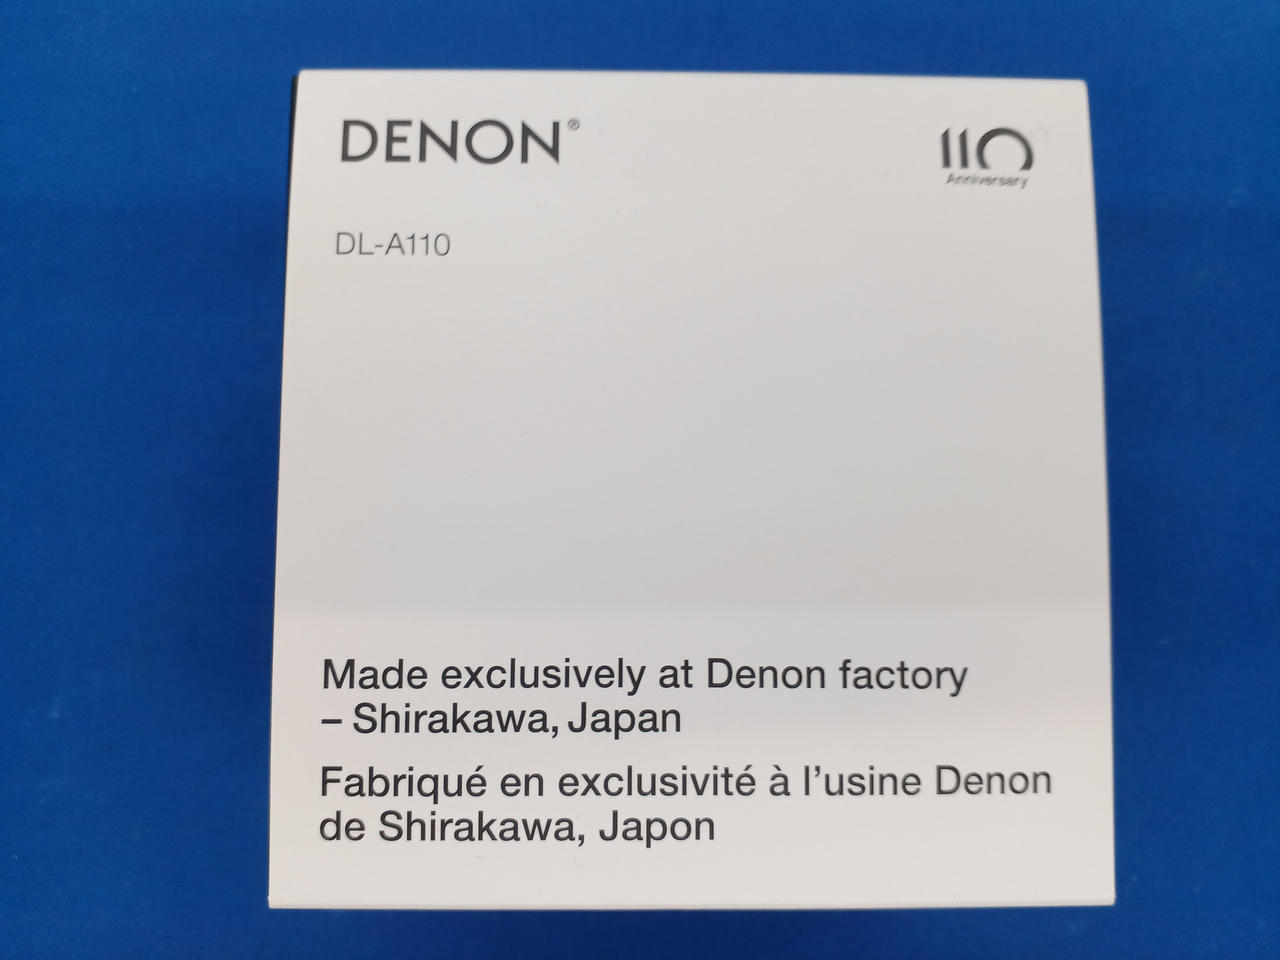 DENON®
110
Anniversary
DL-A110
Made exclusively at Denon factory
– Shirakawa, Japan
Fabriqué en exclusivité à l’usine Denon
de Shirakawa, Japon